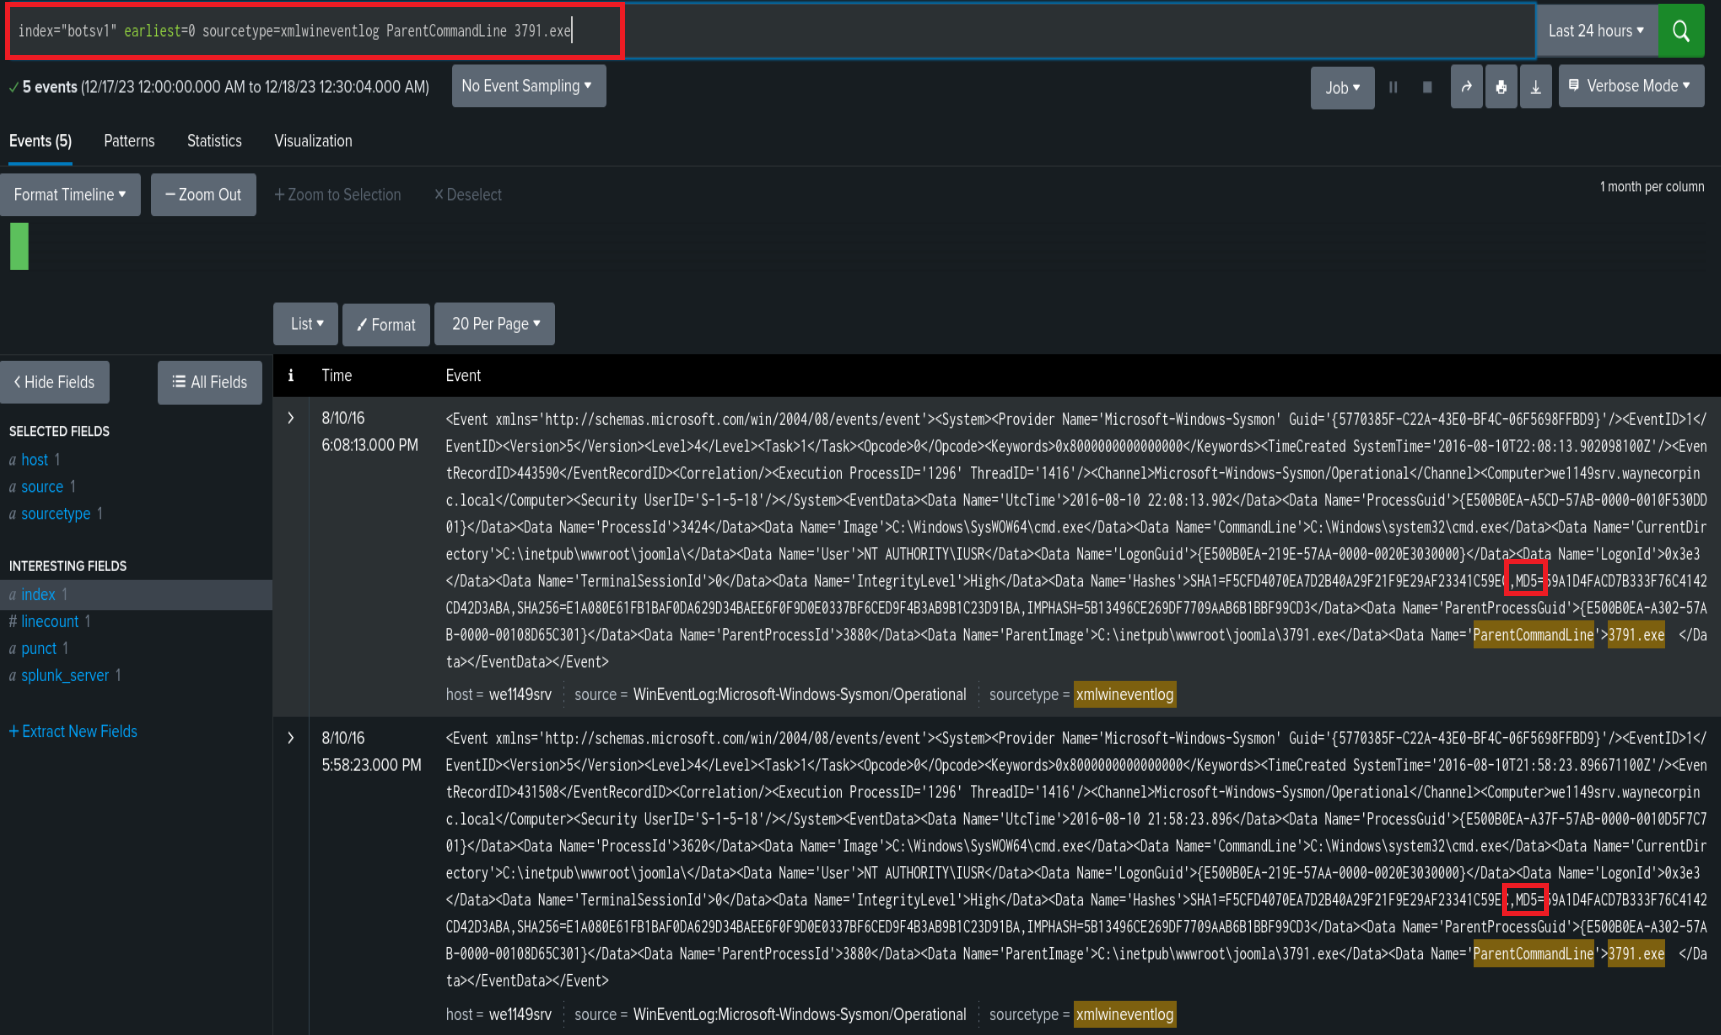 index="botsv1" earliest=0 sourcetype=xmlwineventlog ParentCommandLine 3791.exe
Last 24 hours
5 events (12/17/23 12:00:00.000 AM to 12/18/23 12:30:04.000 AM)
No Event Sampling
Job
Verbose Mode
Events (5)
Patterns
Statistics
Visualization
Format Timeline
− Zoom Out
+ Zoom to Selection
× Deselect
1 month per column
List
Format
20 Per Page
< Hide Fields
All Fields
i
Time
Event
SELECTED FIELDS
a host 1
a source 1
a sourcetype 1
INTERESTING FIELDS
a index 1
# linecount 1
a punct 1
a splunk_server 1
+ Extract New Fields
>
8/10/16
6:08:13.000 PM
<Event xmlns='http://schemas.microsoft.com/win/2004/08/events/event'><System><Provider Name='Microsoft-Windows-Sysmon' Guid='{5770385F-C22A-43E0-BF4C-06F5698FFBD9}'/><EventID>1</
EventID><Version>5</Version><Level>4</Level><Task>1</Task><Opcode>0</Opcode><Keywords>0x8000000000000000</Keywords><TimeCreated SystemTime='2016-08-10T22:08:13.902098100Z'/><Even
tRecordID>443590</EventRecordID><Correlation/><Execution ProcessID='1296' ThreadID='1416'/><Channel>Microsoft-Windows-Sysmon/Operational</Channel><Computer>we1149srv.waynecorpin
c.local</Computer><Security UserID='S-1-5-18'/></System><EventData><Data Name='UtcTime'>2016-08-10 22:08:13.902</Data><Data Name='ProcessGuid'>{E500B0EA-A5CD-57AB-0000-0010F530DD
01}</Data><Data Name='ProcessId'>3424</Data><Data Name='Image'>C:\Windows\SysWOW64\cmd.exe</Data><Data Name='CommandLine'>C:\Windows\system32\cmd.exe</Data><Data Name='CurrentDir
ectory'>C:\inetpub\wwwroot\joomla\</Data><Data Name='User'>NT AUTHORITY\IUSR</Data><Data Name='LogonGuid'>{E500B0EA-219E-57AA-0000-0020E3030000}</Data><Data Name='LogonId'>0x3e3
</Data><Data Name='TerminalSessionId'>0</Data><Data Name='IntegrityLevel'>High</Data><Data Name='Hashes'>SHA1=F5CFD4070EA7D2B40A29F21F9E29AF23341C59E,MD5=59A1D4FACD7B333F76C4142
CD42D3ABA,SHA256=E1A080E61FB1BAF0DA629D34BAEE6F0F9D0E0337BF6CED9F4B3AB9B1C23D91BA,IMPHASH=5B13496CE269DF7709AAB6B1BBF99CD3</Data><Data Name='ParentProcessGuid'>{E500B0EA-A302-57A
B-0000-00108D65C301}</Data><Data Name='ParentProcessId'>3880</Data><Data Name='ParentImage'>C:\inetpub\wwwroot\joomla\3791.exe</Data><Data Name='ParentCommandLine'>3791.exe </Da
ta></EventData></Event>
host = we1149srv source = WinEventLog:Microsoft-Windows-Sysmon/Operational sourcetype = xmlwineventlog
>
8/10/16
5:58:23.000 PM
<Event xmlns='http://schemas.microsoft.com/win/2004/08/events/event'><System><Provider Name='Microsoft-Windows-Sysmon' Guid='{5770385F-C22A-43E0-BF4C-06F5698FFBD9}'/><EventID>1</
EventID><Version>5</Version><Level>4</Level><Task>1</Task><Opcode>0</Opcode><Keywords>0x8000000000000000</Keywords><TimeCreated SystemTime='2016-08-10T21:58:23.896671100Z'/><Even
tRecordID>431508</EventRecordID><Correlation/><Execution ProcessID='1296' ThreadID='1416'/><Channel>Microsoft-Windows-Sysmon/Operational</Channel><Computer>we1149srv.waynecorpin
c.local</Computer><Security UserID='S-1-5-18'/></System><EventData><Data Name='UtcTime'>2016-08-10 21:58:23.896</Data><Data Name='ProcessGuid'>{E500B0EA-A37F-57AB-0000-0010D5F7C7
01}</Data><Data Name='ProcessId'>3620</Data><Data Name='Image'>C:\Windows\SysWOW64\cmd.exe</Data><Data Name='CommandLine'>C:\Windows\system32\cmd.exe</Data><Data Name='CurrentDir
ectory'>C:\inetpub\wwwroot\joomla\</Data><Data Name='User'>NT AUTHORITY\IUSR</Data><Data Name='LogonGuid'>{E500B0EA-219E-57AA-0000-0020E3030000}</Data><Data Name='LogonId'>0x3e3
</Data><Data Name='TerminalSessionId'>0</Data><Data Name='IntegrityLevel'>High</Data><Data Name='Hashes'>SHA1=F5CFD4070EA7D2B40A29F21F9E29AF23341C59E,MD5=59A1D4FACD7B333F76C4142
CD42D3ABA,SHA256=E1A080E61FB1BAF0DA629D34BAEE6F0F9D0E0337BF6CED9F4B3AB9B1C23D91BA,IMPHASH=5B13496CE269DF7709AAB6B1BBF99CD3</Data><Data Name='ParentProcessGuid'>{E500B0EA-A302-57A
B-0000-00108D65C301}</Data><Data Name='ParentProcessId'>3880</Data><Data Name='ParentImage'>C:\inetpub\wwwroot\joomla\3791.exe</Data><Data Name='ParentCommandLine'>3791.exe </Da
ta></EventData></Event>
host = we1149srv source = WinEventLog:Microsoft-Windows-Sysmon/Operational sourcetype = xmlwineventlog